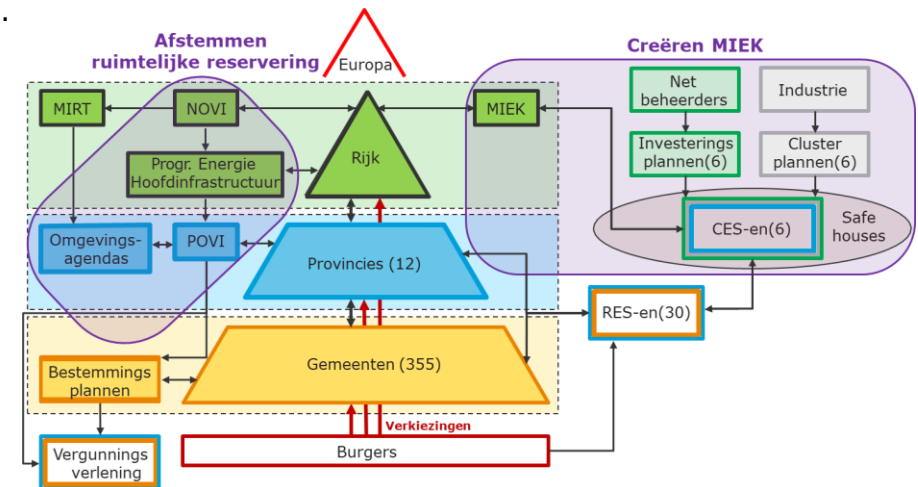 .
Afstemmen
ruimtelijke reservering
Europa
Creëren MIEK
MIRT
NOVI
Rijk
MIEK
Net
beheerders
Industrie
Progr. Energie
Hoofdinfrastructuur
Investerings
plannen(6)
Cluster
plannen(6)
Omgevings-
agendas
POVI
Provincies (12)
CES-en(6)
Safe
houses
RES-en(30)
Bestemmings
plannen
Gemeenten (355)
Verkiezingen
Vergunnings
verlening
Burgers